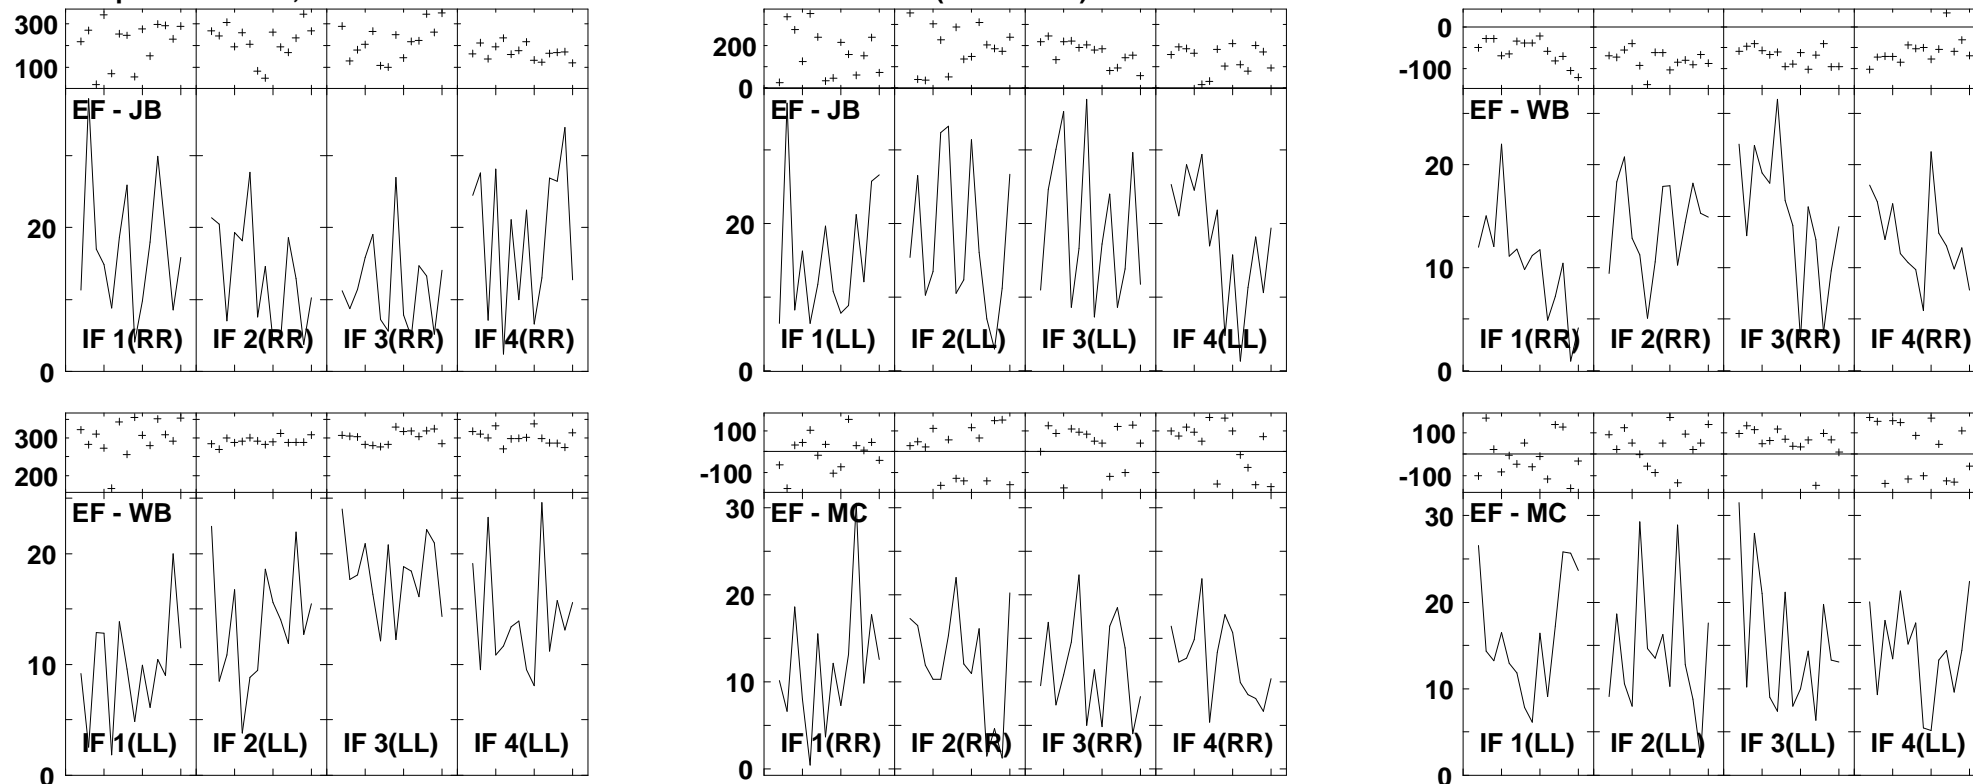 300
100
EF - JB
20
0
IF 1(RR) IF 2(RR) IF 3(RR) IF 4(RR)
200
0
EF - JB
20
0
IF 1(LL) IF 2(LL) IF 3(LL) IF 4(LL)
0
-100
EF - WB
20
10
0
IF 1(RR) IF 2(RR) IF 3(RR) IF 4(RR)
300
200
EF - WB
20
10
0
IF 1(LL) IF 2(LL) IF 3(LL) IF 4(LL)
100
-100
30
EF - MC
20
10
0
IF 1(RR) IF 2(RR) IF 3(RR) IF 4(RR)
100
-100
30
EF - MC
20
10
0
IF 1(LL) IF 2(LL) IF 3(LL) IF 4(LL)